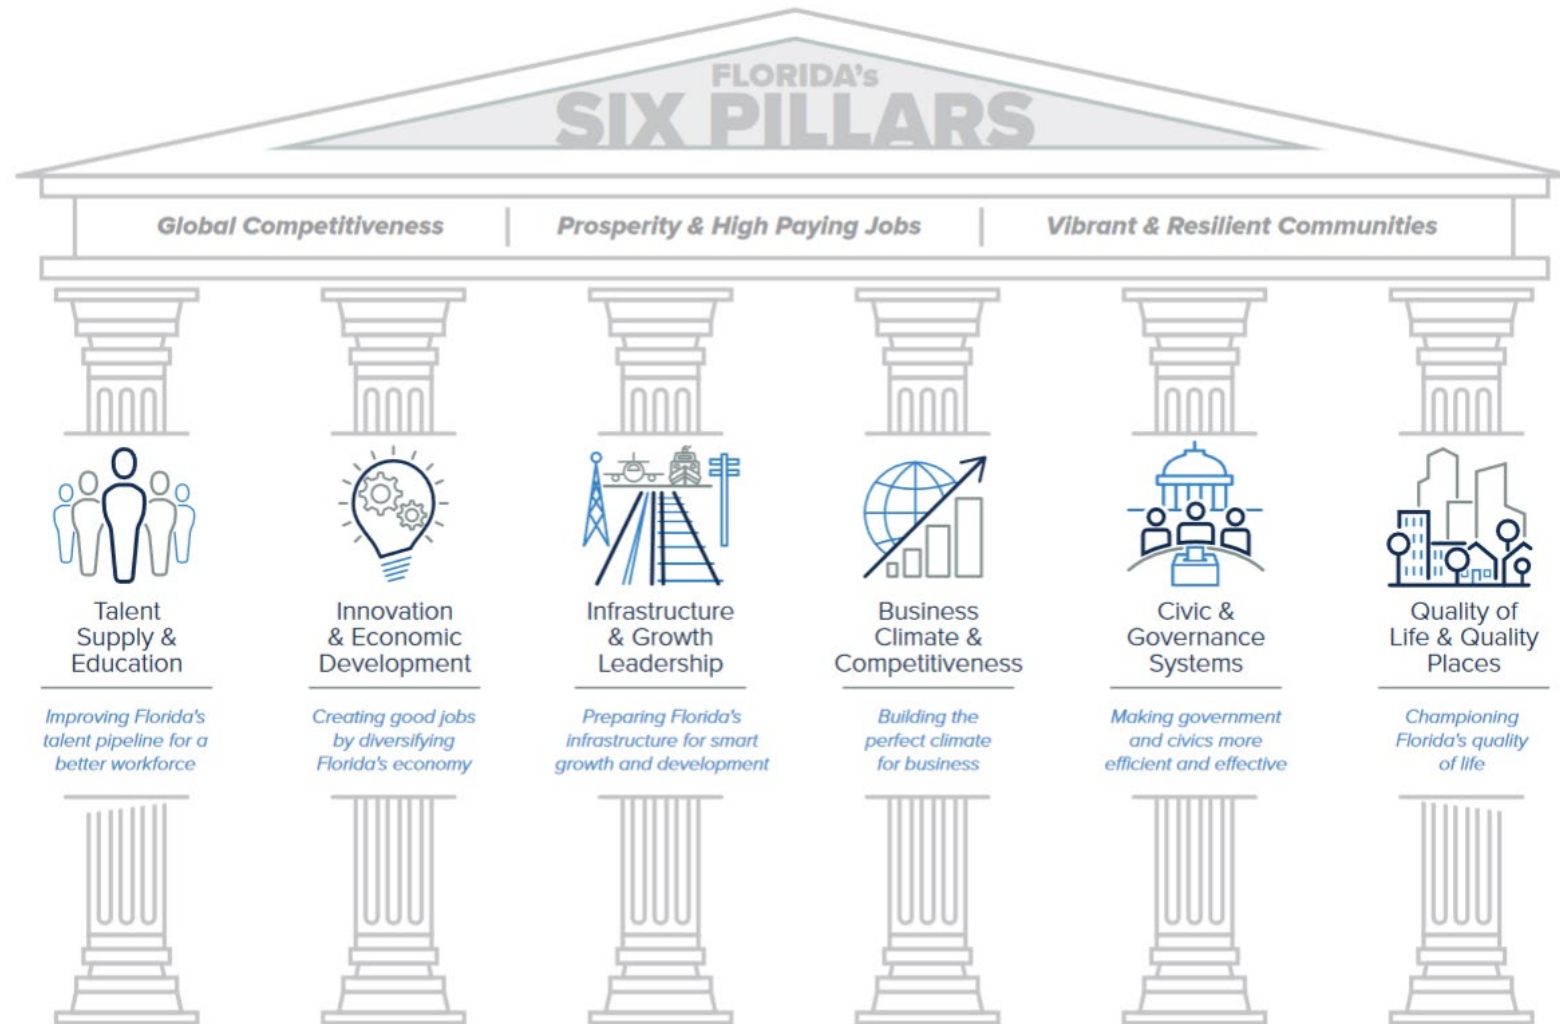 FLORIDA's
SIX PILLARS
Global Competitiveness
Prosperity & High Paying Jobs
Vibrant & Resilient Communities
Talent
Supply &
Education
Improving Florida's
talent pipeline for a
better workforce
Innovation
& Economic
Development
Creating good jobs
by diversifying
Florida's economy
Infrastructure
& Growth
Leadership
Preparing Florida's
infrastructure for smart
growth and development
Business
Climate &
Competitiveness
Building the
perfect climate
for business
Civic &
Governance
Systems
Making government
and civics more
efficient and effective
Quality of
Life & Quality
Places
Championing
Florida's quality
of life